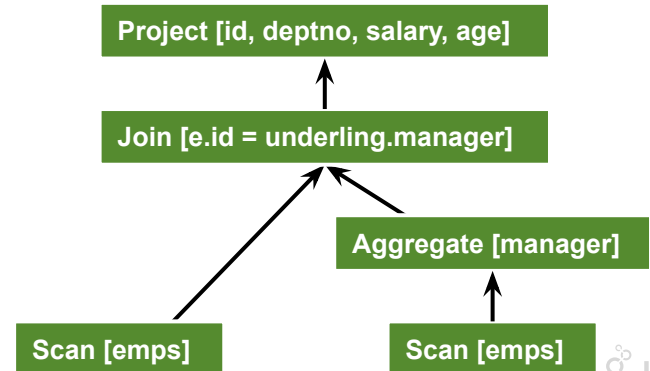 Project [id, deptno, salary, age]
Join [e.id = underling.manager]
Aggregate [manager]
Scan [emps]
Scan [emps]